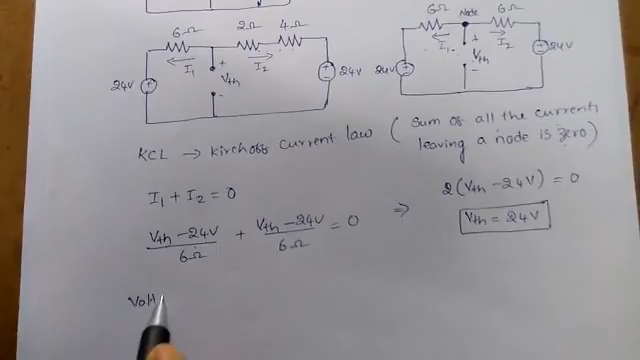 6Ω 2Ω 4Ω
I1 + Vth - I2
24V 24V
6Ω Node 6Ω
I1 + Vth - I2
24V 24V
KCL → kirchoff current law ( sum of all the currents
leaving a node is zero)
I1 + I2 = 0
Vth - 24V / 6Ω + Vth - 24V / 6Ω = 0
⇒ 2(Vth - 24V) = 0
Vth = 24V
Volt